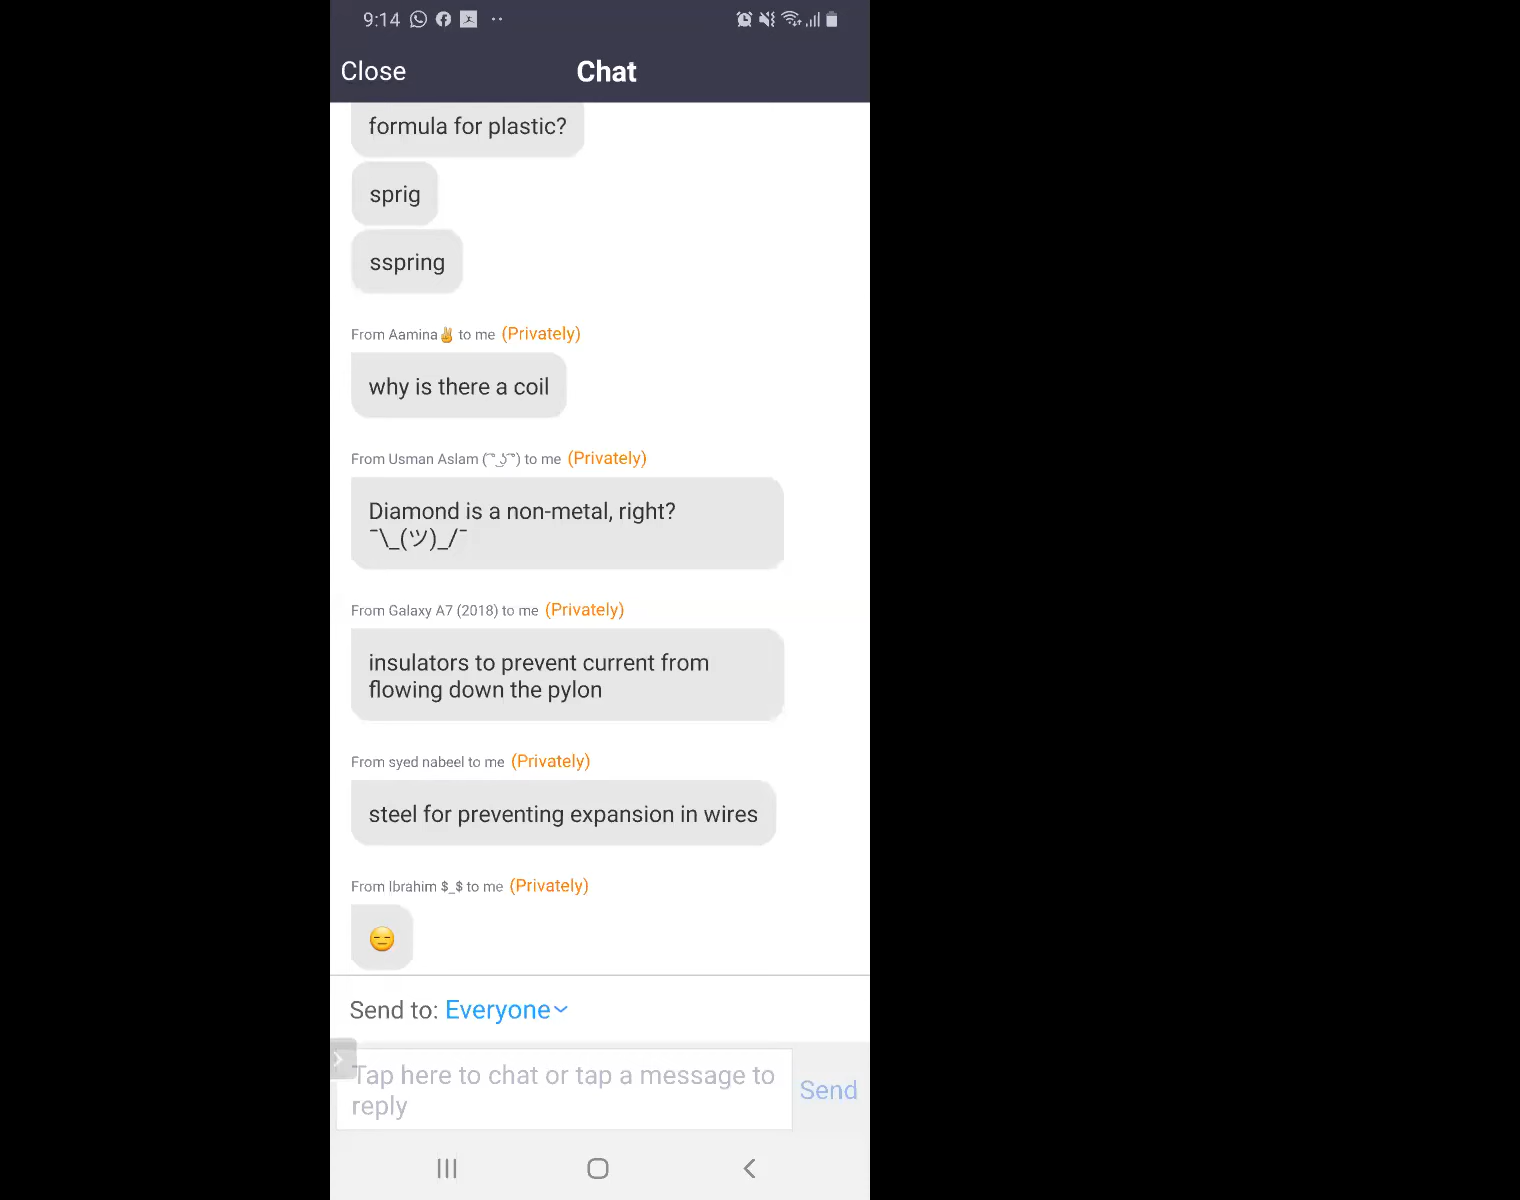 9:14
Close
Chat
formula for plastic?
sprig
sspring
From Aamina✌ to me (Privately)
why is there a coil
From Usman Aslam ( ͡° ͜ʖ ͡°) to me (Privately)
Diamond is a non-metal, right?
¯\_(ツ)_/¯
From Galaxy A7 (2018) to me (Privately)
insulators to prevent current from
flowing down the pylon
From syed nabeel to me (Privately)
steel for preventing expansion in wires
From Ibrahim $_$ to me (Privately)
😑
Send to: Everyone
Tap here to chat or tap a message to
reply
Send